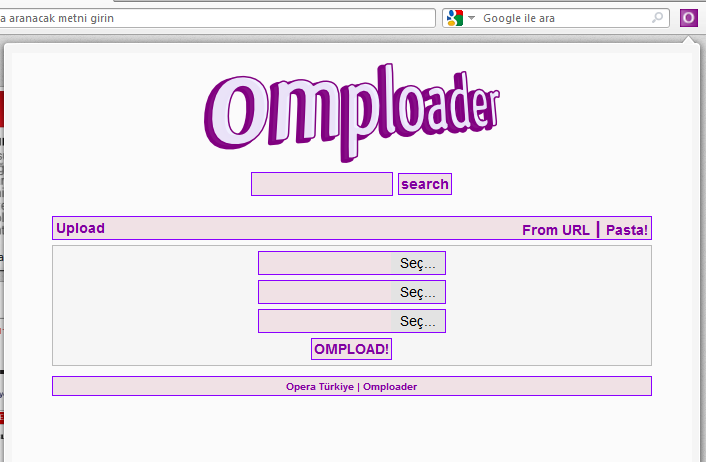 a aranacak metni girin
Google ile ara
O
Omploader
search
Upload
From URL | Pasta!
Seç...
Seç...
Seç...
OMPLOAD!
Opera Türkiye | Omploader